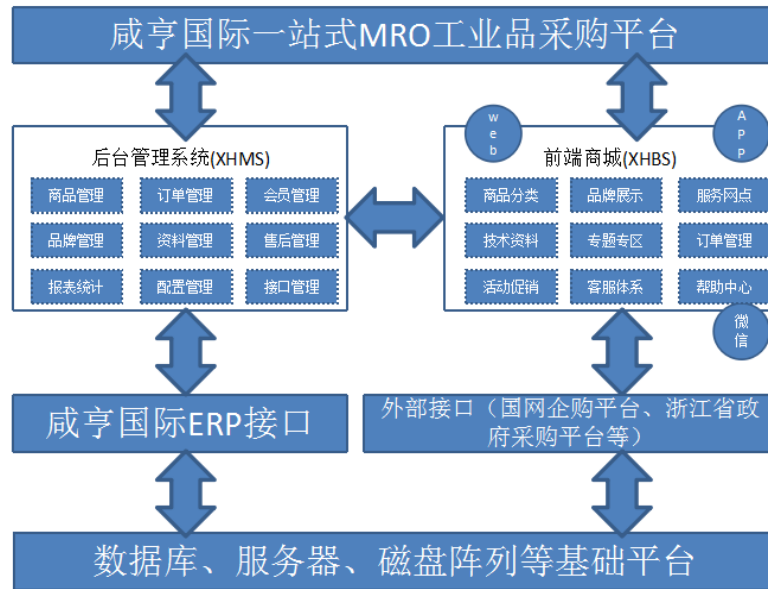 咸亨国际一站式MRO工业品采购平台
web
APP
后台管理系统(XHMS)
前端商城(XHBS)
商品管理 订单管理 会员管理
品牌管理 资料管理 售后管理
报表统计 配置管理 接口管理
商品分类 品牌展示 服务网点
技术资料 专题专区 订单管理
活动促销 客服体系 帮助中心
微信
咸亨国际ERP接口
外部接口（国网企购平台、浙江省政
府采购平台等）
数据库、服务器、磁盘阵列等基础平台